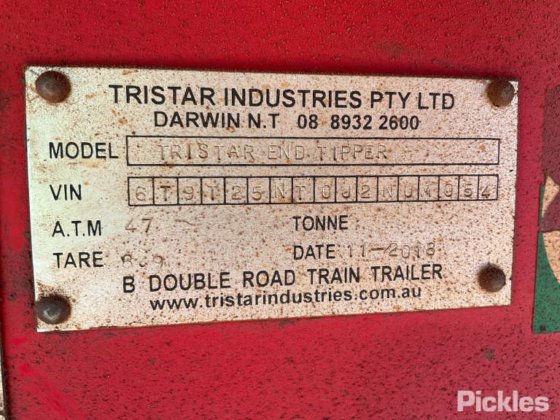 TRISTAR INDUSTRIES PTY LTD
DARWIN N.T 08 8932 2600
MODEL TRISTAR END TIPPER
VIN
A.T.M 47 TONNE
TARE DATE 11-2018
B DOUBLE ROAD TRAIN TRAILER
www.tristarindustries.com.au
Pickles